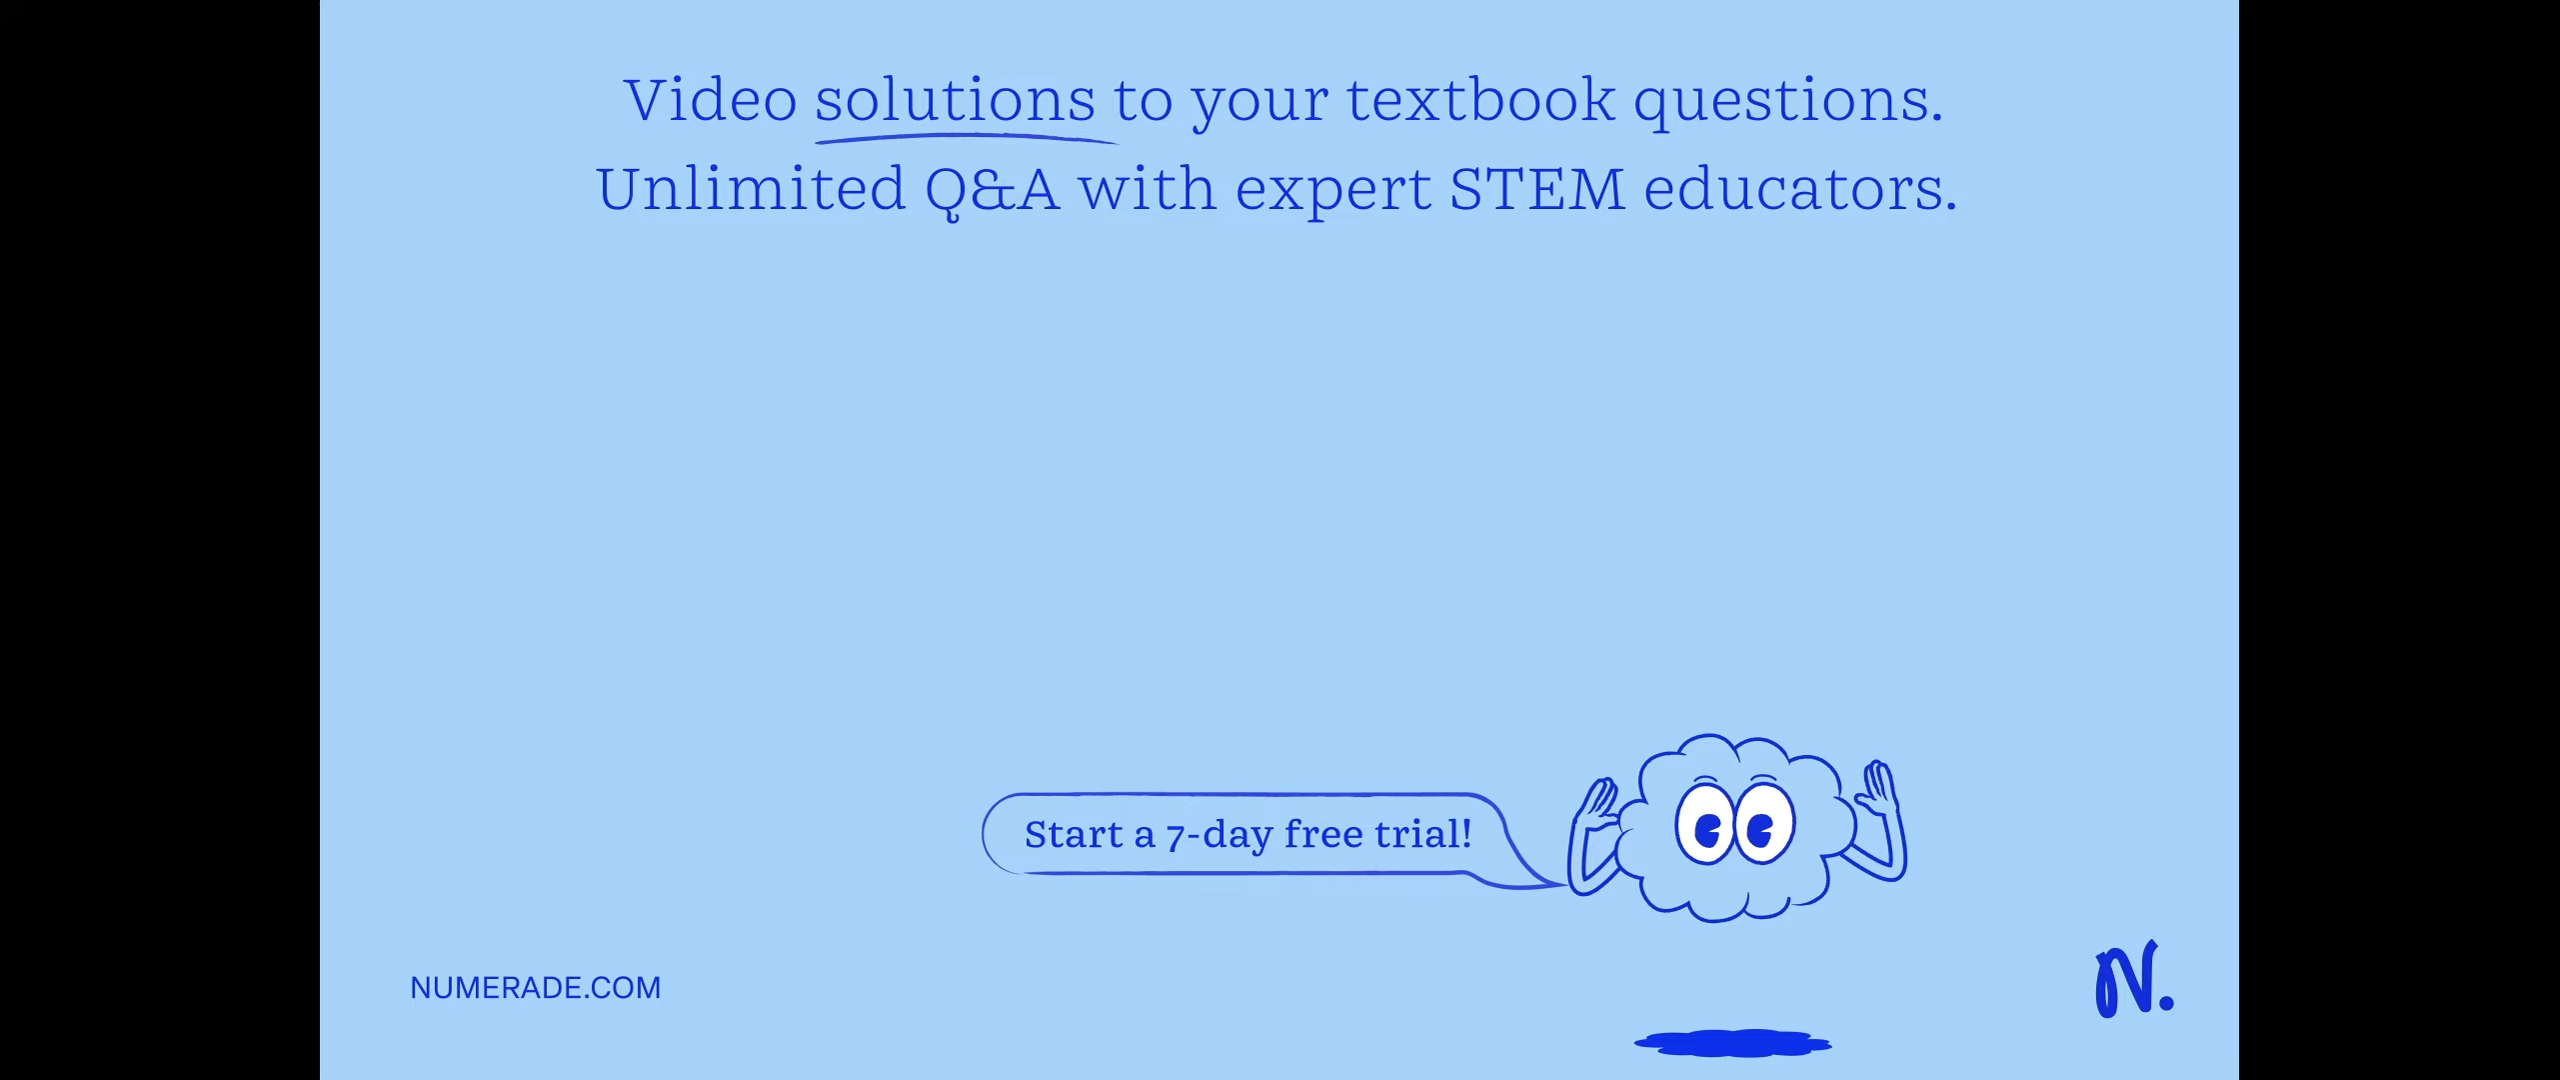 Video solutions to your textbook questions.
Unlimited Q&A with expert STEM educators.
Start a 7-day free trial!
NUMERADE.COM
N.